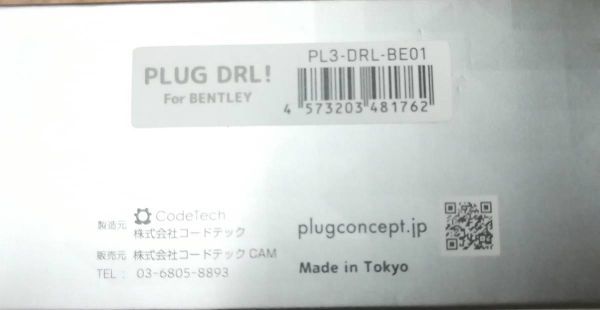 PLUG DRL!
For BENTLEY
PL3-DRL-BE01
4 573203 481762
製造元 CodeTech
株式会社コードテック
販売元 株式会社コードテック CAM
TEL : 03-6805-8893
plugconcept.jp
Made in Tokyo